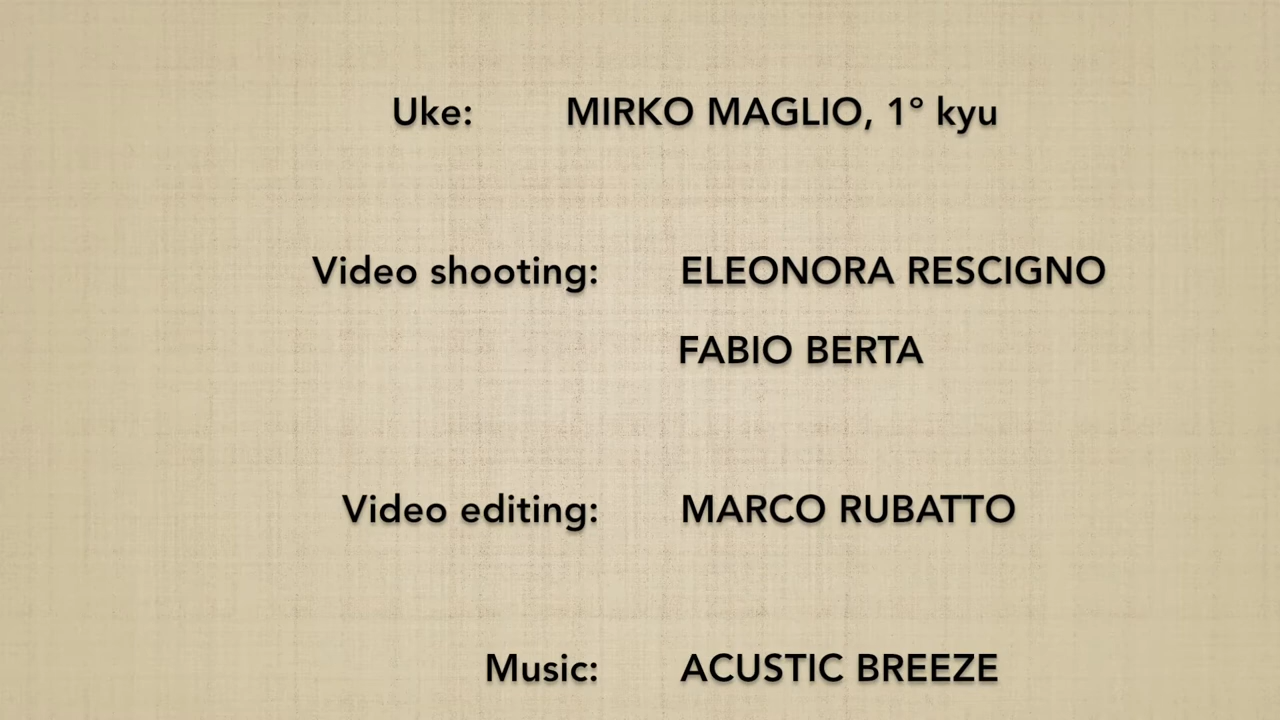 Uke: MIRKO MAGLIO, 1° kyu
Video shooting: ELEONORA RESCIGNO
FABIO BERTA
Video editing: MARCO RUBATTO
Music: ACUSTIC BREEZE